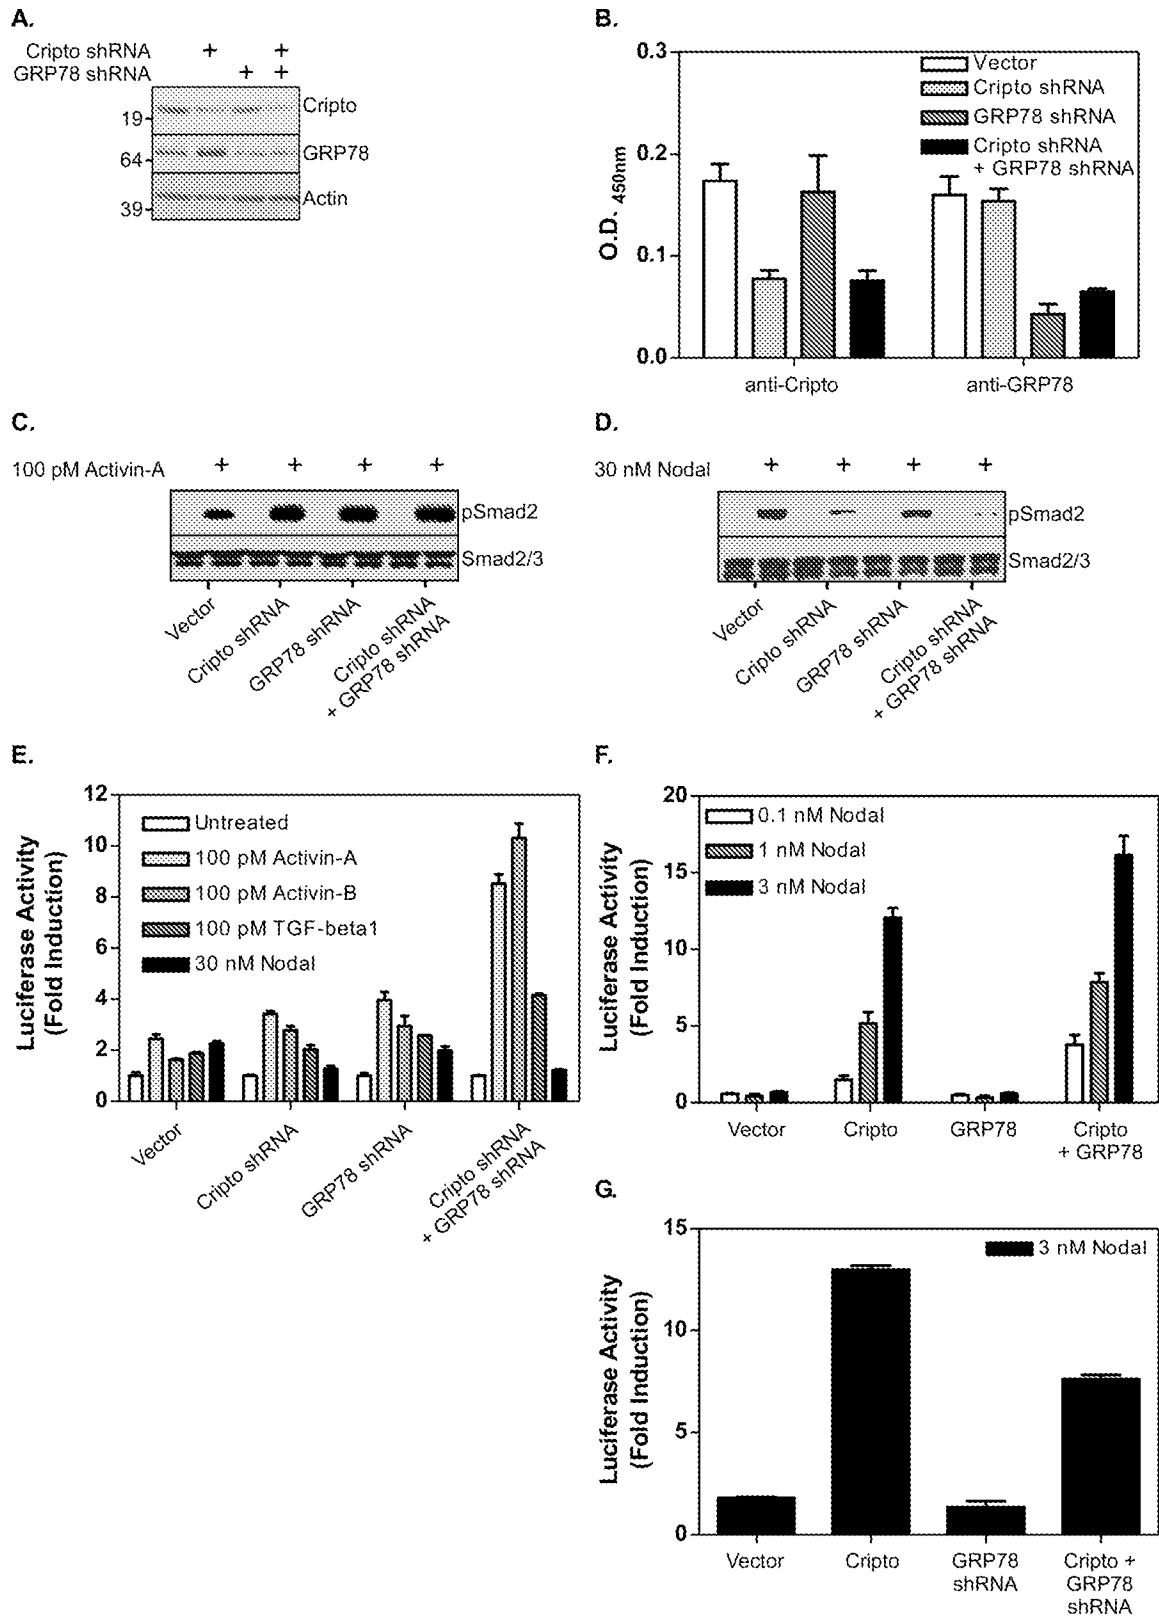 A.
Cripto shRNA + +
GRP78 shRNA + +
Cripto
19
GRP78
64
Actin
39
B.
0.3
0.2
0.1
0.0
O.D. 450nm
Vector
Cripto shRNA
GRP78 shRNA
Cripto shRNA
+ GRP78 shRNA
anti-Cripto anti-GRP78
C.
100 pM Activin-A + + + +
pSmad2
Smad2/3
Vector
Cripto shRNA
GRP78 shRNA
Cripto shRNA
+ GRP78 shRNA
D.
30 nM Nodal + + + +
pSmad2
Smad2/3
Vector
Cripto shRNA
GRP78 shRNA
Cripto shRNA
+ GRP78 shRNA
E.
12
10
8
6
4
2
0
Luciferase Activity
(Fold Induction)
Untreated
100 pM Activin-A
100 pM Activin-B
100 pM TGF-beta1
30 nM Nodal
Vector
Cripto shRNA
GRP78 shRNA
Cripto shRNA
+ GRP78 shRNA
F.
20
15
10
5
0
Luciferase Activity
(Fold Induction)
0.1 nM Nodal
1 nM Nodal
3 nM Nodal
Vector Cripto GRP78 Cripto
+ GRP78
G.
15
10
5
0
Luciferase Activity
(Fold Induction)
3 nM Nodal
Vector Cripto GRP78 Cripto +
shRNA GRP78
shRNA